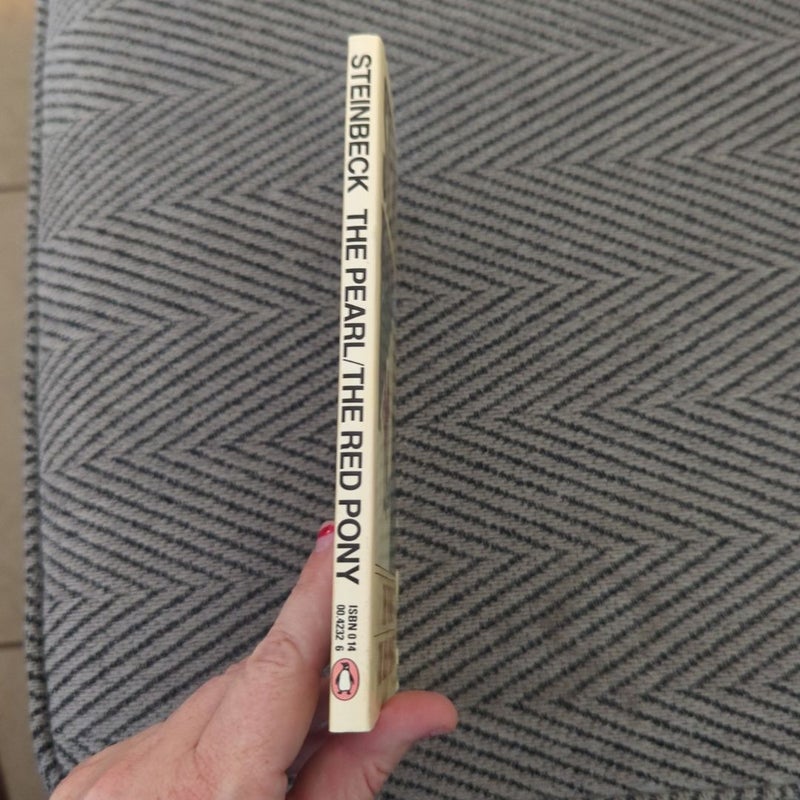 STEINBECK THE PEARL/THE RED PONY
ISBN 0 14
00.4232 6